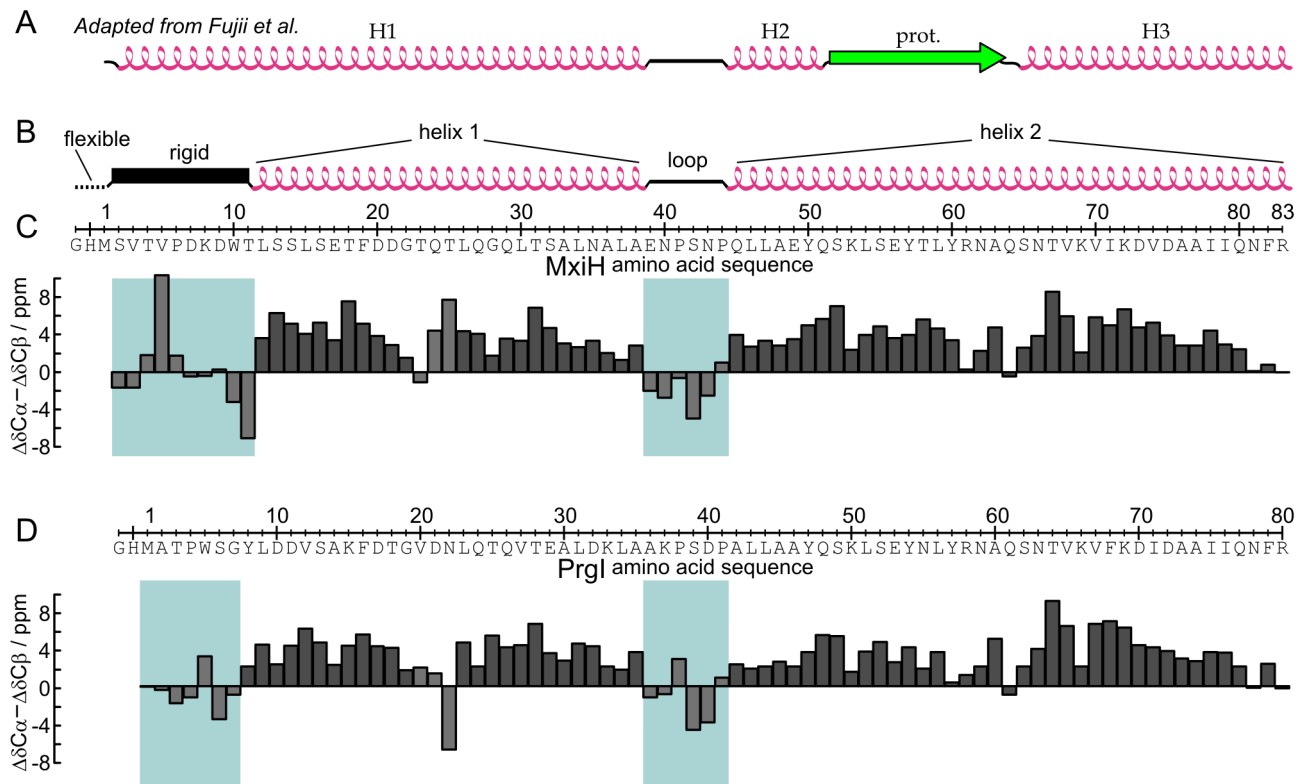 A
Adapted from Fujii et al.
H1
H2
prot.
H3
B
flexible
rigid
helix 1
loop
helix 2
C
1 10 20 30 40 50 60 70 80 83
GHMSVTVPDKDWTLSSLSETFDDGTQTLQGQLTSALNALAENPSNPQLLAEYQSKLSEYTLYRNAQSNTVKVIKDVDAAIIQNFR
MxiH amino acid sequence
ΔδCα−ΔδCβ / ppm
8
4
0
-4
-8
D
1 10 20 30 40 50 60 70 80
GHMATPWSGYLDDVSAKFDTGVDNLQTQVTEALDKLAAKPSDPALLAAYQSKLSEYNLYRNAQSNTVKVFKDIDAAIIQNFR
PrgI amino acid sequence
ΔδCα−ΔδCβ / ppm
8
4
0
-4
-8